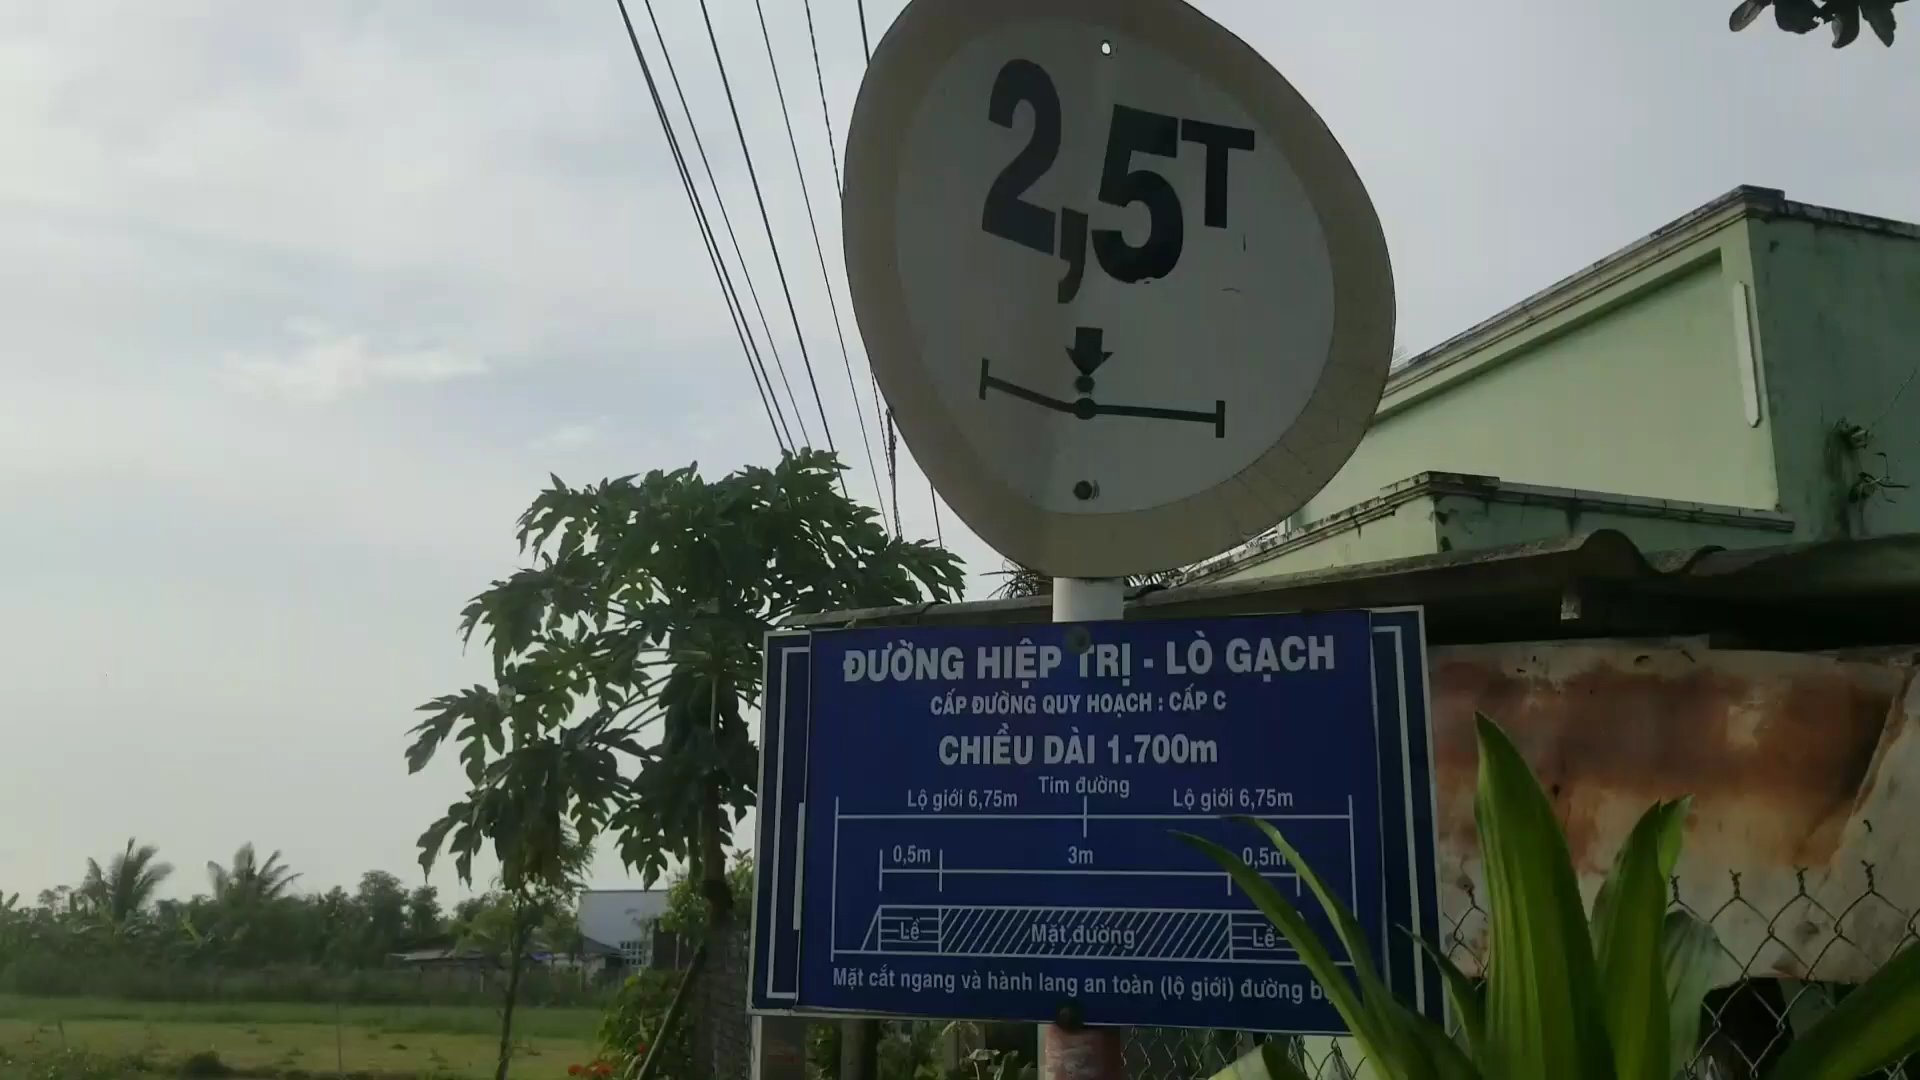 2,5T
ĐƯỜNG HIỆP TRỊ - LÒ GẠCH
CẤP ĐƯỜNG QUY HOẠCH : CẤP C
CHIỀU DÀI 1.700m
Tim đường
Lộ giới 6,75m Lộ giới 6,75m
0,5m 3m 0,5m
Lề Mặt đường Lề
Mặt cắt ngang và hành lang an toàn (lộ giới) đường